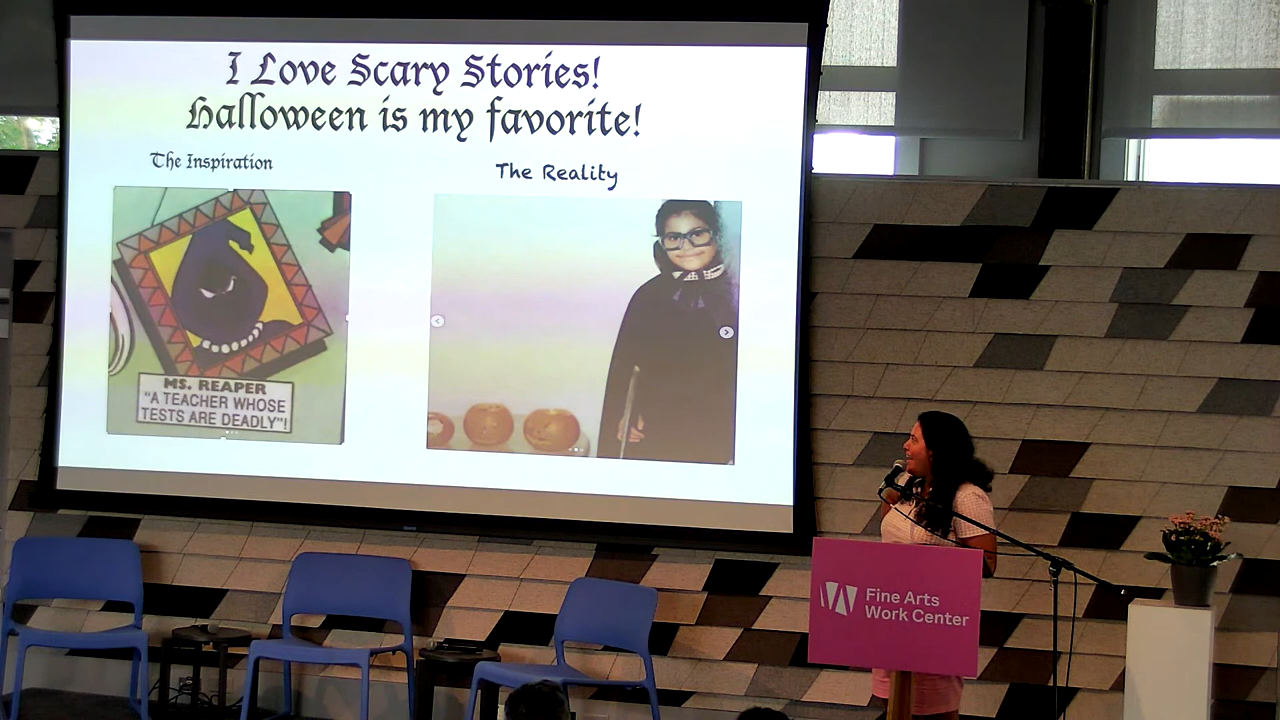 I Love Scary Stories!
Halloween is my favorite!
The Inspiration
The Reality
MS. REAPER
"A TEACHER WHOSE
TESTS ARE DEADLY"!
Fine Arts
Work Center